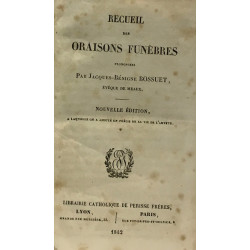 RECUEIL
DES
ORAISONS FUNÈBRES
PRONONCÉES
PAR JACQUES-BÉNIGNE BOSSUET,
ÉVÊQUE DE MEAUX.
NOUVELLE ÉDITION,
LIBRAIRIE CATHOLIQUE DE PERISSE FRÈRES,
LYON, PARIS,
1842